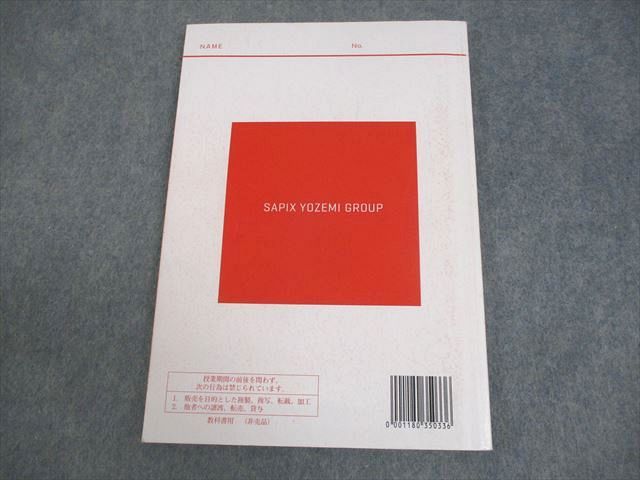 NAME No.
SAPIX YOZEMI GROUP
授業期間の前後を問わず、
次の行為は禁じられています。
1. 販売を目的とした複製、複写、転載、加工
2. 他者への譲渡、転売、貸与
教科書用 (非売品)
0 001180 350336